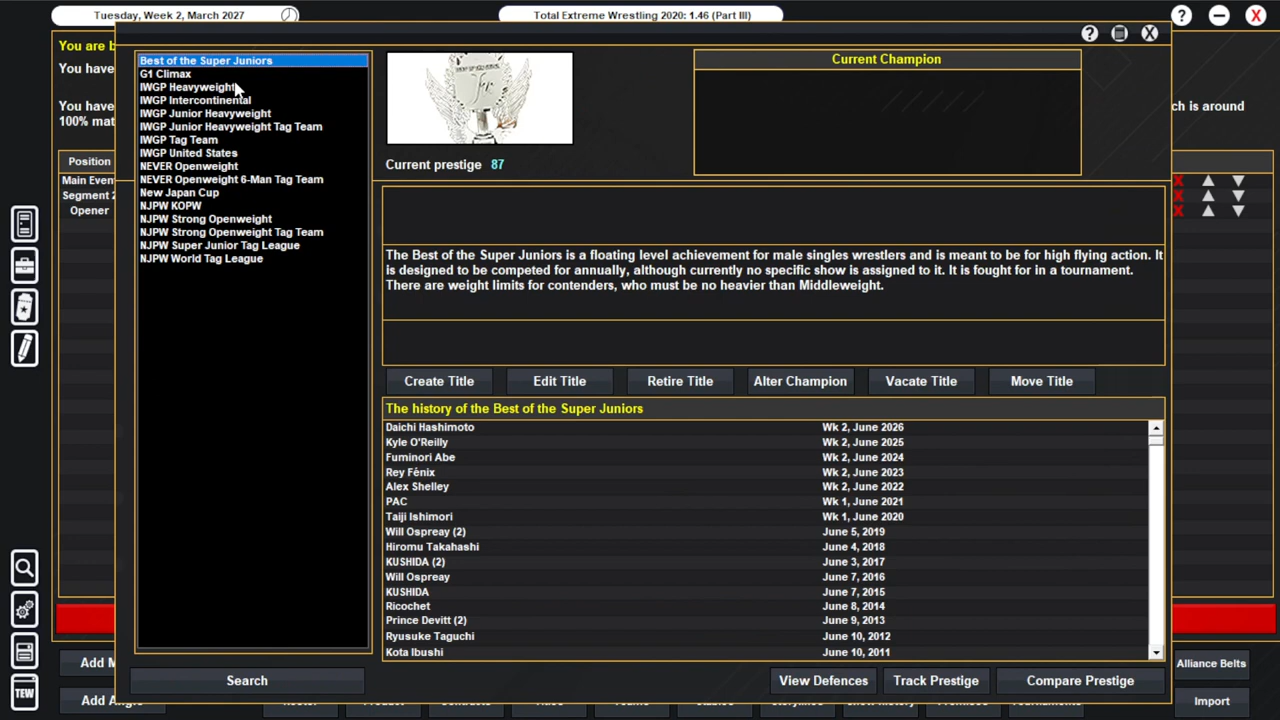 Tuesday, Week 2, March 2027
Total Extreme Wrestling 2020: 1.46 (Part III)
? X
You are b
You have
You have
100% mat
ch is around
Position
Main Even
Segment 2
Opener
X
X
X
TEW
? X
Best of the Super Juniors
G1 Climax
IWGP Heavyweight
IWGP Intercontinental
IWGP Junior Heavyweight
IWGP Junior Heavyweight Tag Team
IWGP Tag Team
IWGP United States
NEVER Openweight
NEVER Openweight 6-Man Tag Team
New Japan Cup
NJPW KOPW
NJPW Strong Openweight
NJPW Strong Openweight Tag Team
NJPW Super Junior Tag League
NJPW World Tag League
Search
Current prestige 87
Current Champion
The Best of the Super Juniors is a floating level achievement for male singles wrestlers and is meant to be for high flying action. It
is designed to be competed for annually, although currently no specific show is assigned to it. It is fought for in a tournament.
There are weight limits for contenders, who must be no heavier than Middleweight.
Create Title
Edit Title
Retire Title
Alter Champion
Vacate Title
Move Title
The history of the Best of the Super Juniors
Daichi Hashimoto Wk 2, June 2026
Kyle O'Reilly Wk 2, June 2025
Fuminori Abe Wk 2, June 2024
Rey Fénix Wk 2, June 2023
Alex Shelley Wk 2, June 2022
PAC Wk 1, June 2021
Taiji Ishimori Wk 1, June 2020
Will Ospreay (2) June 5, 2019
Hiromu Takahashi June 4, 2018
KUSHIDA (2) June 3, 2017
Will Ospreay June 7, 2016
KUSHIDA June 7, 2015
Ricochet June 8, 2014
Prince Devitt (2) June 9, 2013
Ryusuke Taguchi June 10, 2012
Kota Ibushi June 10, 2011
View Defences
Track Prestige
Compare Prestige
Add M
Add Angle
Alliance Belts
Import